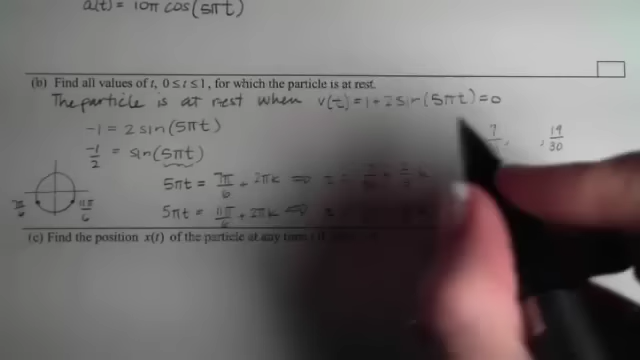 a(t) = 10π cos(5πt)
(b) Find all values of t, 0 ≤ t ≤ 1, for which the particle is at rest.
The particle is at rest when v(t) = 1 + 2 sin(5πt) = 0
-1 = 2 sin(5πt)
-1/2 = sin(5πt)
7/ , , 19/30
7π/6 11π/6
5πt = 7π/6 + 2πk ⇔
5πt = 11π/6 + 2πk ⇔
(c) Find the position x(t) of the particle at any time t